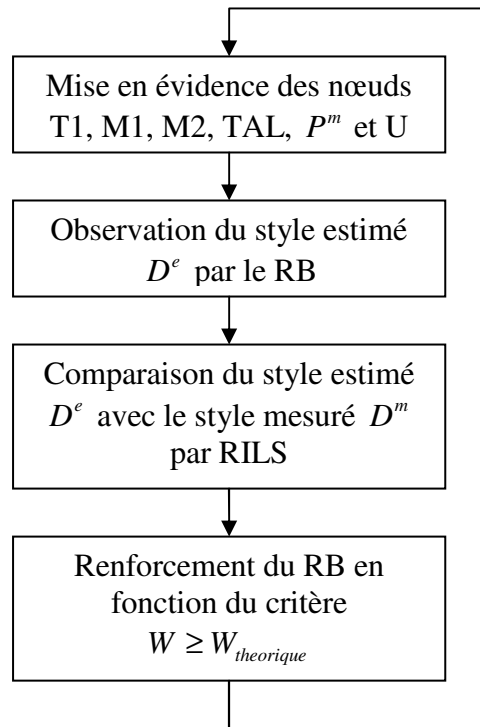 Mise en évidence des nœuds
T1, M1, M2, TAL, P^m et U
Observation du style estimé
D^e par le RB
Comparaison du style estimé
D^e avec le style mesuré D^m
par RILS
Renforcement du RB en
fonction du critère
W ≥ W_theorique